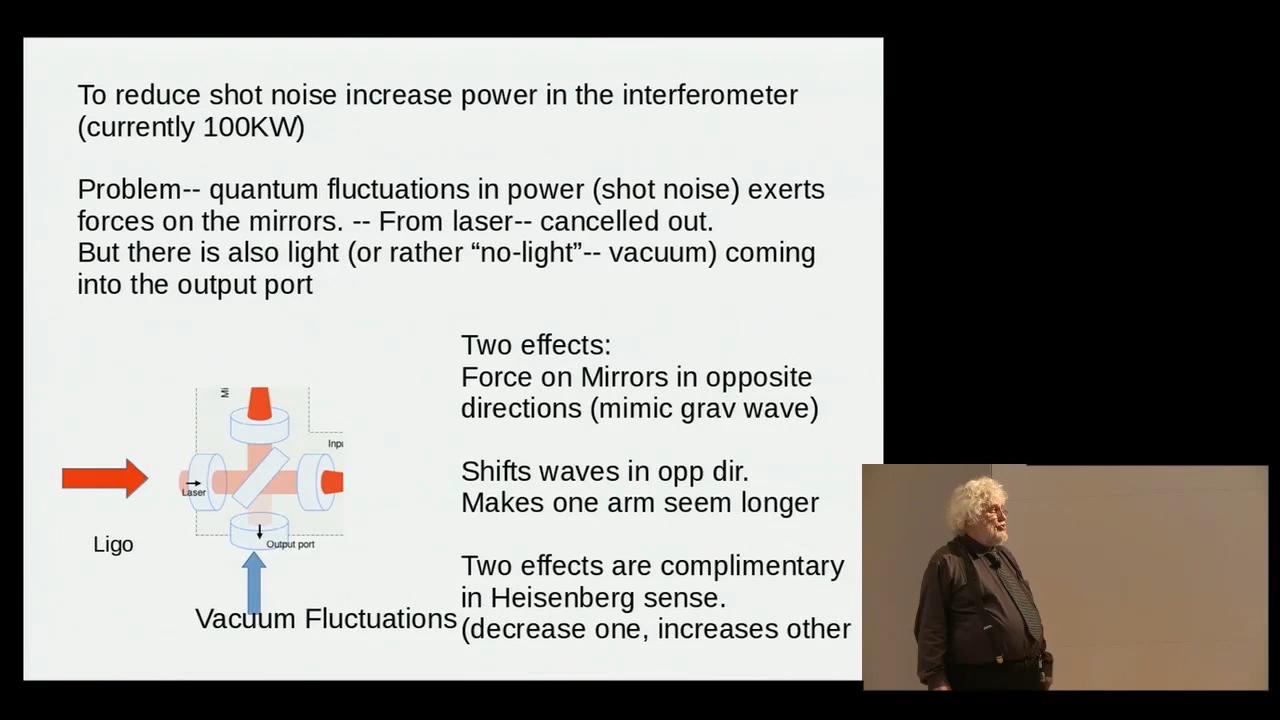 To reduce shot noise increase power in the interferometer
(currently 100KW)
Problem-- quantum fluctuations in power (shot noise) exerts
forces on the mirrors. -- From laser-- cancelled out.
But there is also light (or rather “no-light”-- vacuum) coming
into the output port
Two effects:
Force on Mirrors in opposite
directions (mimic grav wave)
Shifts waves in opp dir.
Makes one arm seem longer
Two effects are complimentary
in Heisenberg sense.
(decrease one, increases other
Mi
Inpu
Laser
Output port
Ligo
Vacuum Fluctuations